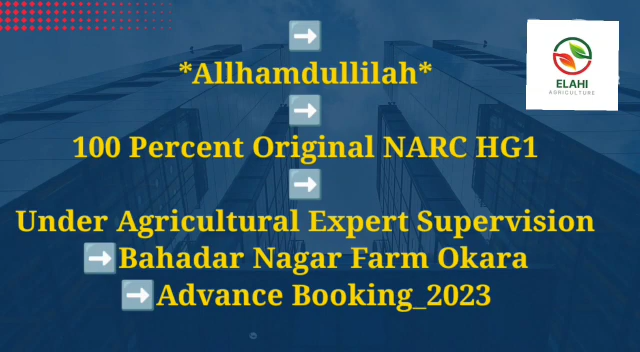 ➡️
*Allhamdullilah*
➡️
100 Percent Original NARC HG1
➡️
Under Agricultural Expert Supervision
➡️Bahadar Nagar Farm Okara
➡️Advance Booking_2023
ELAHI
AGRICULTURE